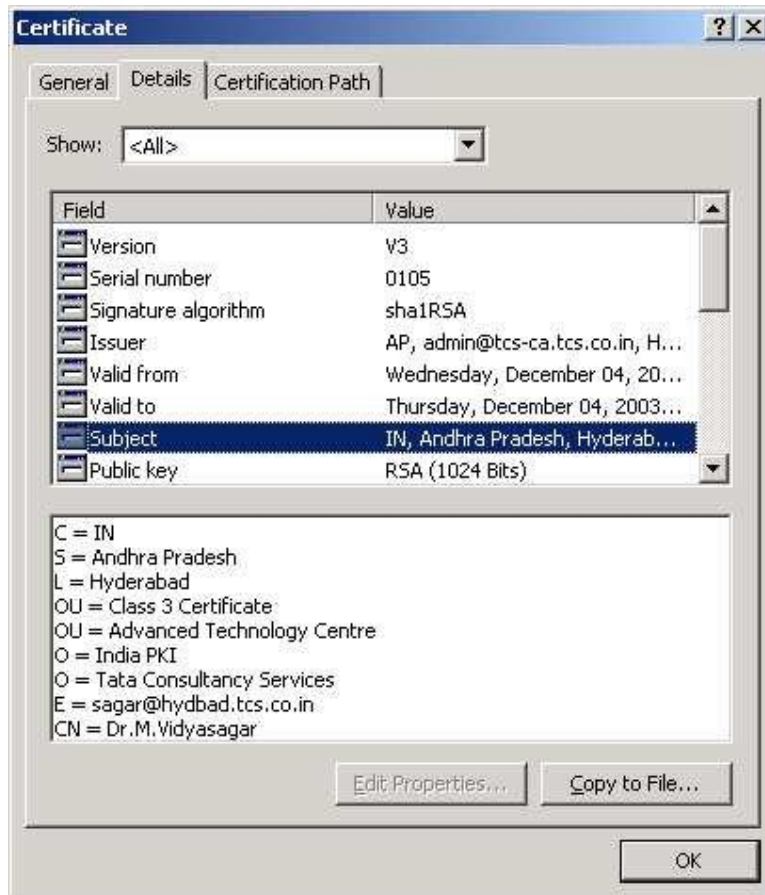 Certificate
General Details Certification Path
Show: <All>
Field Value
Version V3
Serial number 0105
Signature algorithm sha1RSA
Issuer AP, admin@tcs-ca.tcs.co.in, H...
Valid from Wednesday, December 04, 20...
Valid to Thursday, December 04, 2003...
Subject IN, Andhra Pradesh, Hyderab...
Public key RSA (1024 Bits)
C = IN
S = Andhra Pradesh
L = Hyderabad
OU = Class 3 Certificate
OU = Advanced Technology Centre
O = India PKI
O = Tata Consultancy Services
E = sagar@hydbad.tcs.co.in
CN = Dr.M.Vidyasagar
Edit Properties... Copy to File...
OK